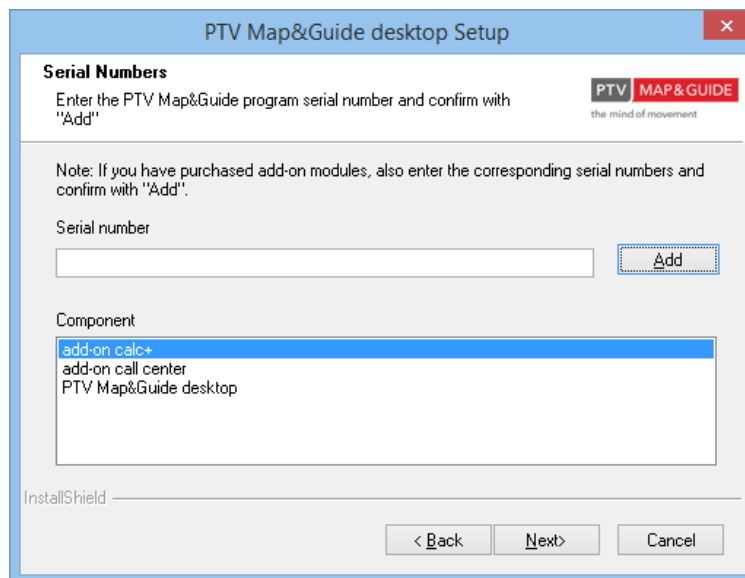 PTV Map&Guide desktop Setup
Serial Numbers
Enter the PTV Map&Guide program serial number and confirm with
"Add"
PTV MAP&GUIDE
the mind of movement
Note: If you have purchased add-on modules, also enter the corresponding serial numbers and
confirm with "Add".
Serial number
Add
Component
add-on calc+
add-on call center
PTV Map&Guide desktop
InstallShield
< Back
Next>
Cancel